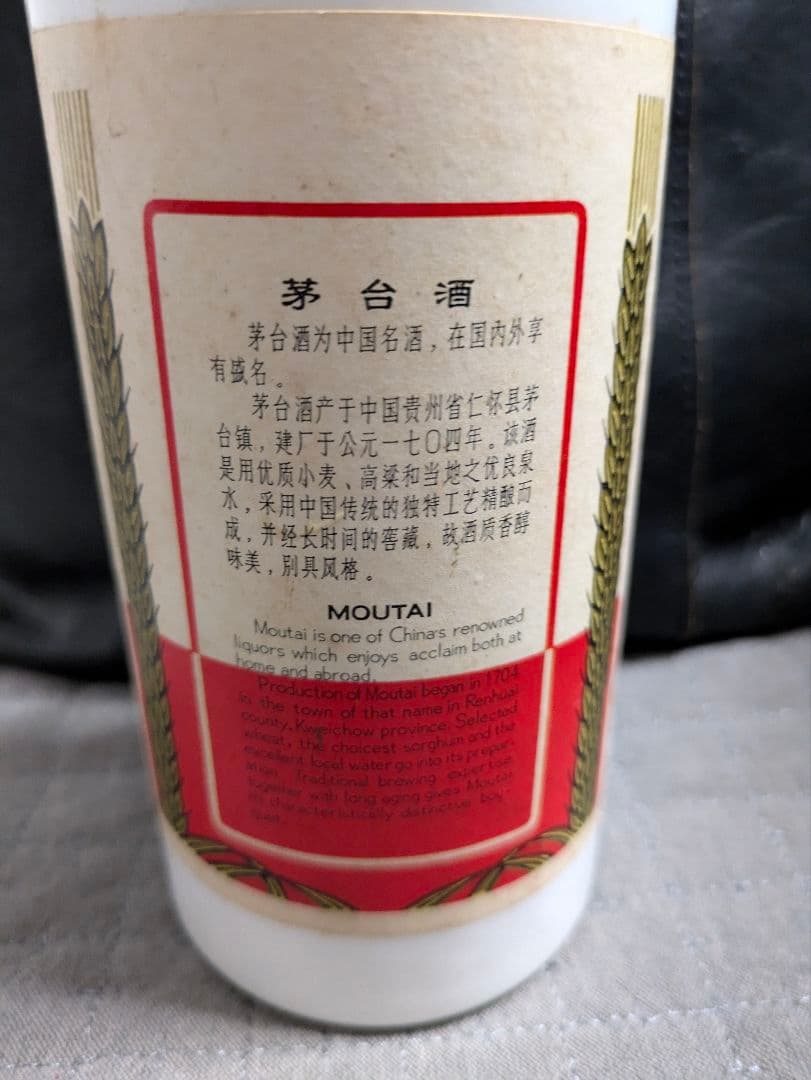 茅台酒
茅台酒为中国名酒，在国内外享
有盛名。
茅台酒产于中国贵州省仁怀县茅
台镇，建厂于公元一七〇四年。该酒
是用优质小麦、高粱和当地之优良泉
水，采用中国传统的独特工艺精酿而
成，并经长时间的窖藏，故酒质香醇
味美，别具风格。
MOUTAI
Moutai is one of China's renowned
liquors which enjoys acclaim both at
home and abroad.
Production of Moutai began in 1704
in the town of that name in Renhuai
county, Kweichow province. Selected
wheat, the choicest sorghum and the
excellent local water go into its prepar-
ation. Traditional brewing expertise
together with long aging gives Moutai
its characteristically distinctive bou-
quet.